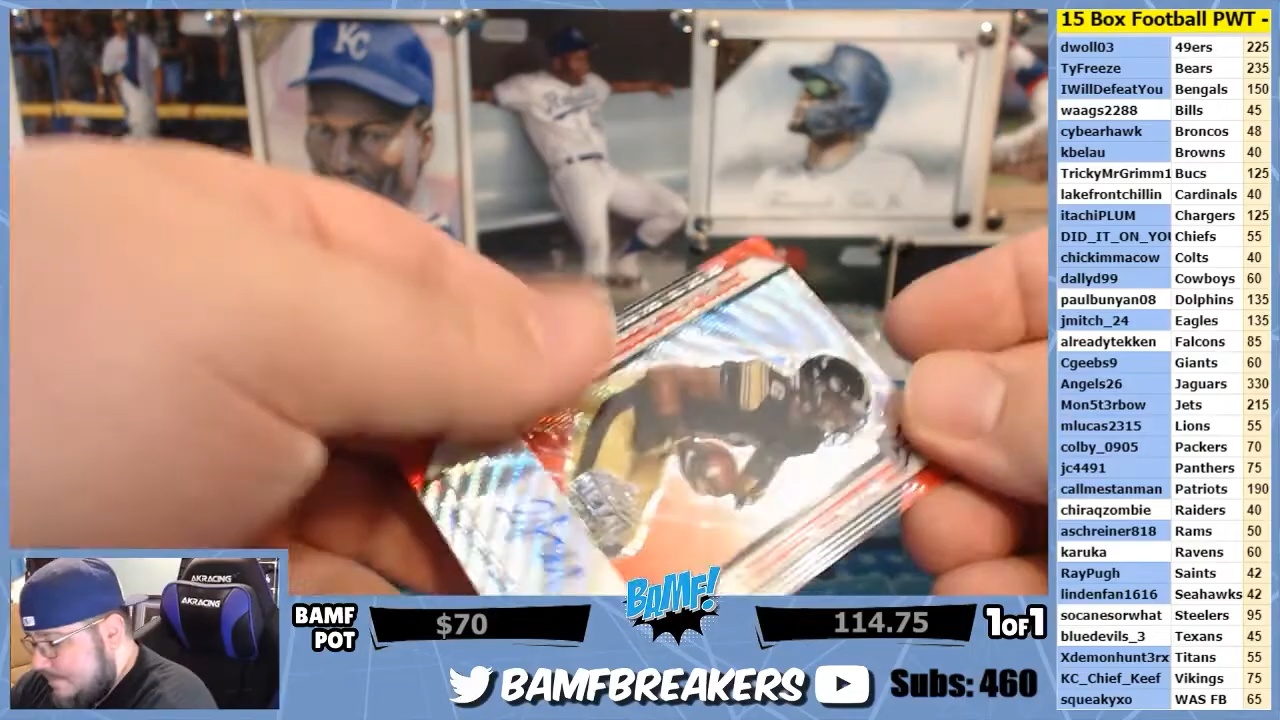 15 Box Football PWT -
dwoll03 49ers 225
TyFreeze Bears 235
IWillDefeatYou Bengals 150
waags2288 Bills 45
cybearhawk Broncos 48
kbelau Browns 40
TrickyMrGrimm1 Bucs 125
lakefrontchillin Cardinals 40
itachiPLUM Chargers 125
DID_IT_ON_YOU Chiefs 55
chickimmacow Colts 40
dallyd99 Cowboys 60
paulbunyan08 Dolphins 135
jmitch_24 Eagles 135
alreadytekken Falcons 85
Cgeebs9 Giants 60
Angels26 Jaguars 330
Mon5t3rbow Jets 215
mlucas2315 Lions 55
colby_0905 Packers 70
jc4491 Panthers 75
callmestanman Patriots 190
chiraqzombie Raiders 40
aschreiner818 Rams 50
karuka Ravens 60
RayPugh Saints 42
lindenfan1616 Seahawks 42
socanesorwhat Steelers 95
bluedevils_3 Texans 45
Xdemonhunt3rx Titans 55
KC_Chief_Keef Vikings 75
squeakyxo WAS FB 65
KC
AKRACING
AKRACING
BAMF
POT
$70
BAMF!
114.75
1OF1
BAMFBREAKERS
Subs: 460